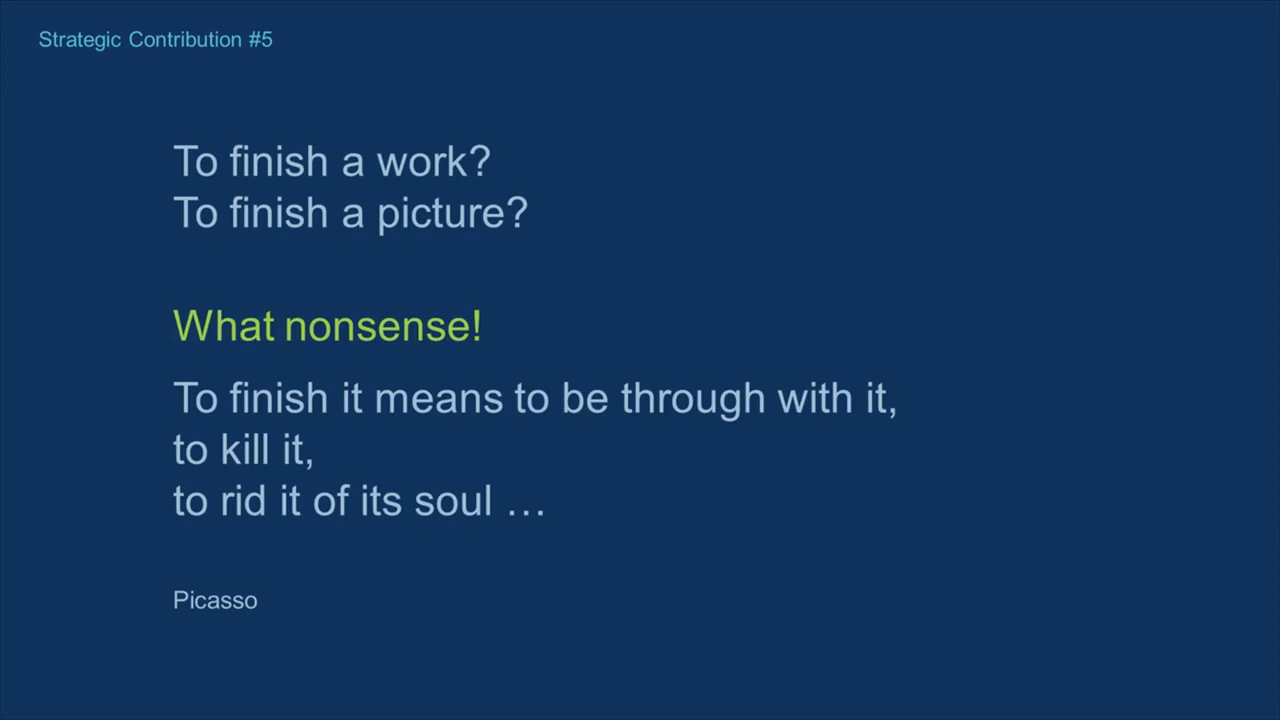 Strategic Contribution #5
To finish a work?
To finish a picture?
What nonsense!
To finish it means to be through with it,
to kill it,
to rid it of its soul …
Picasso